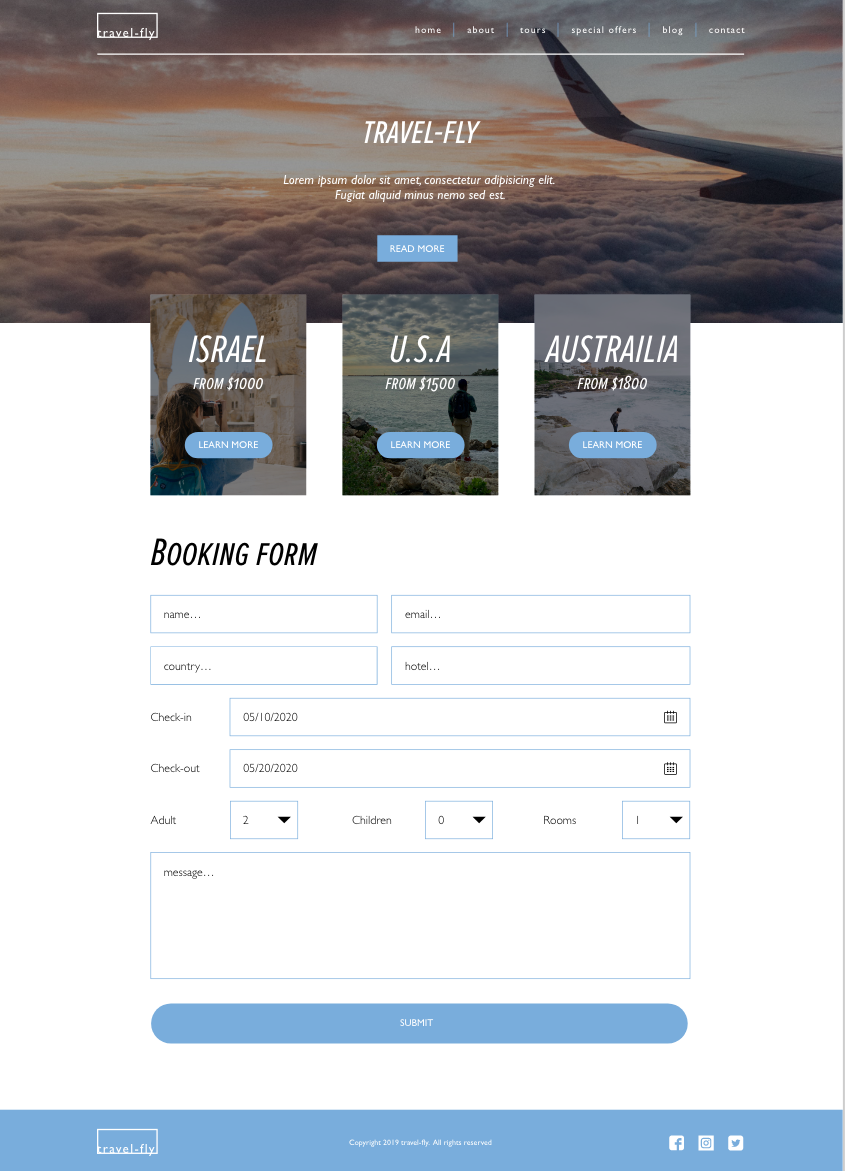 travel-fly
home about tours special offers blog contact
TRAVEL-FLY
Lorem ipsum dolor sit amet, consectetur adipisicing elit.
Fugiat aliquid minus nemo sed est.
READ MORE
ISRAEL
FROM $1000
LEARN MORE
U.S.A
FROM $1500
LEARN MORE
AUSTRAILIA
FROM $1800
LEARN MORE
BOOKING FORM
name...
email...
country...
hotel...
Check-in
05/10/2020
Check-out
05/20/2020
Adult
2
Children
0
Rooms
1
message...
SUBMIT
travel-fly
Copyright 2019 travel-fly. All rights reserved